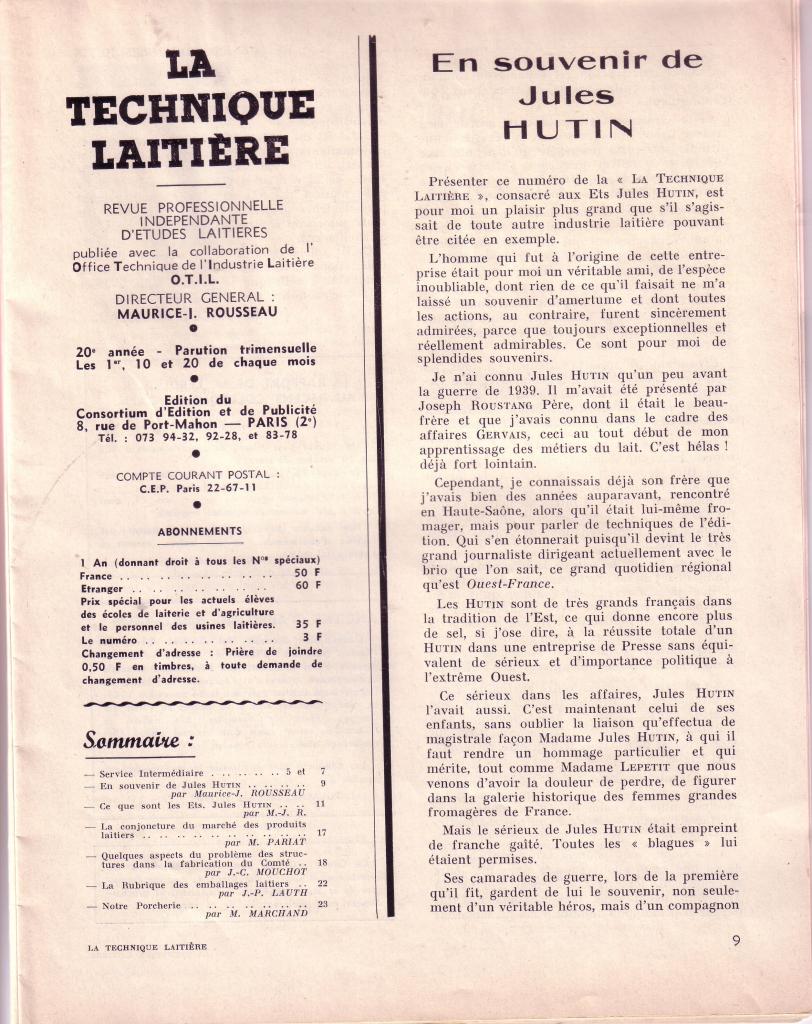 LA
TECHNIQUE
LAITIÈRE
REVUE PROFESSIONNELLE
INDEPENDANTE
D'ETUDES LAITIERES
publiée avec la collaboration de l'
Office Technique de l'Industrie Laitière
O.T.I.L.
DIRECTEUR GENERAL :
MAURICE-J. ROUSSEAU
20e année - Parution trimensuelle
Les 1er, 10 et 20 de chaque mois
Edition du
Consortium d'Edition et de Publicité
8, rue de Port-Mahon — PARIS (2e)
Tél. : 073 94-32, 92-28, et 83-78
COMPTE COURANT POSTAL :
C.E.P. Paris 22-67-11
ABONNEMENTS
1 An (donnant droit à tous les Nos spéciaux)
France .. .. .. .. .. .. .. .. .. .. 50 F
Etranger .. .. .. .. .. .. .. .. .. 60 F
Prix spécial pour les actuels élèves
des écoles de laiterie et d'agriculture
et le personnel des usines laitières. 35 F
Le numéro .. .. .. .. .. .. .. .. 3 F
Changement d'adresse : Prière de joindre
0,50 F en timbres, à toute demande de
changement d'adresse.
Sommaire :
— Service Intermédiaire .. .. .. .. 5 et 7
— En souvenir de Jules HUTIN .. .. .. 9
par Maurice-J. ROUSSEAU
— Ce que sont les Ets. Jules HUTIN .. .. 11
par M.-J. R.
— La conjoncture du marché des produits
laitiers .. .. .. .. .. .. .. .. .. .. 17
par M. PARIAT
— Quelques aspects du problème des struc-
tures dans la fabrication du Comté .. 18
par J.-C. MOUCHOT
— La Rubrique des emballages laitiers .. 22
par J.-P. LAUTH
— Notre Porcherie .. .. .. .. .. .. .. 23
par M. MARCHAND
LA TECHNIQUE LAITIÈRE
En souvenir de
Jules
HUTIN
Présenter ce numéro de la « LA TECHNIQUE
LAITIÈRE », consacré aux Ets Jules HUTIN, est
pour moi un plaisir plus grand que s'il s'agis-
sait de toute autre industrie laitière pouvant
être citée en exemple.
L'homme qui fut à l'origine de cette entre-
prise était pour moi un véritable ami, de l'espèce
inoubliable, dont rien de ce qu'il faisait ne m'a
laissé un souvenir d'amertume et dont toutes
les actions, au contraire, furent sincèrement
admirées, parce que toujours exceptionnelles et
réellement admirables. Ce sont pour moi de
splendides souvenirs.
Je n'ai connu Jules HUTIN qu'un peu avant
la guerre de 1939. Il m'avait été présenté par
Joseph ROUSTANG Père, dont il était le beau-
frère et que j'avais connu dans le cadre des
affaires GERVAIS, ceci au tout début de mon
apprentissage des métiers du lait. C'est hélas !
déjà fort lointain.
Cependant, je connaissais déjà son frère que
j'avais bien des années auparavant, rencontré
en Haute-Saône, alors qu'il était lui-même fro-
mager, mais pour parler de techniques de l'édi-
tion. Qui s'en étonnerait puisqu'il devint le très
grand journaliste dirigeant actuellement avec le
brio que l'on sait, ce grand quotidien régional
qu'est Ouest-France.
Les HUTIN sont de très grands français dans
la tradition de l'Est, ce qui donne encore plus
de sel, si j'ose dire, à la réussite totale d'un
HUTIN dans une entreprise de Presse sans équi-
valent de sérieux et d'importance politique à
l'extrême Ouest.
Ce sérieux dans les affaires, Jules HUTIN
l'avait aussi. C'est maintenant celui de ses
enfants, sans oublier la liaison qu'effectua de
magistrale façon Madame Jules HUTIN, à qui il
faut rendre un hommage particulier et qui
mérite, tout comme Madame LEPETIT que nous
venons d'avoir la douleur de perdre, de figurer
dans la galerie historique des femmes grandes
fromagères de France.
Mais le sérieux de Jules HUTIN était empreint
de franche gaîté. Toutes les « blagues » lui
étaient permises.
Ses camarades de guerre, lors de la première
qu'il fit, gardent de lui le souvenir, non seule-
ment d'un véritable héros, mais d'un compagnon
9